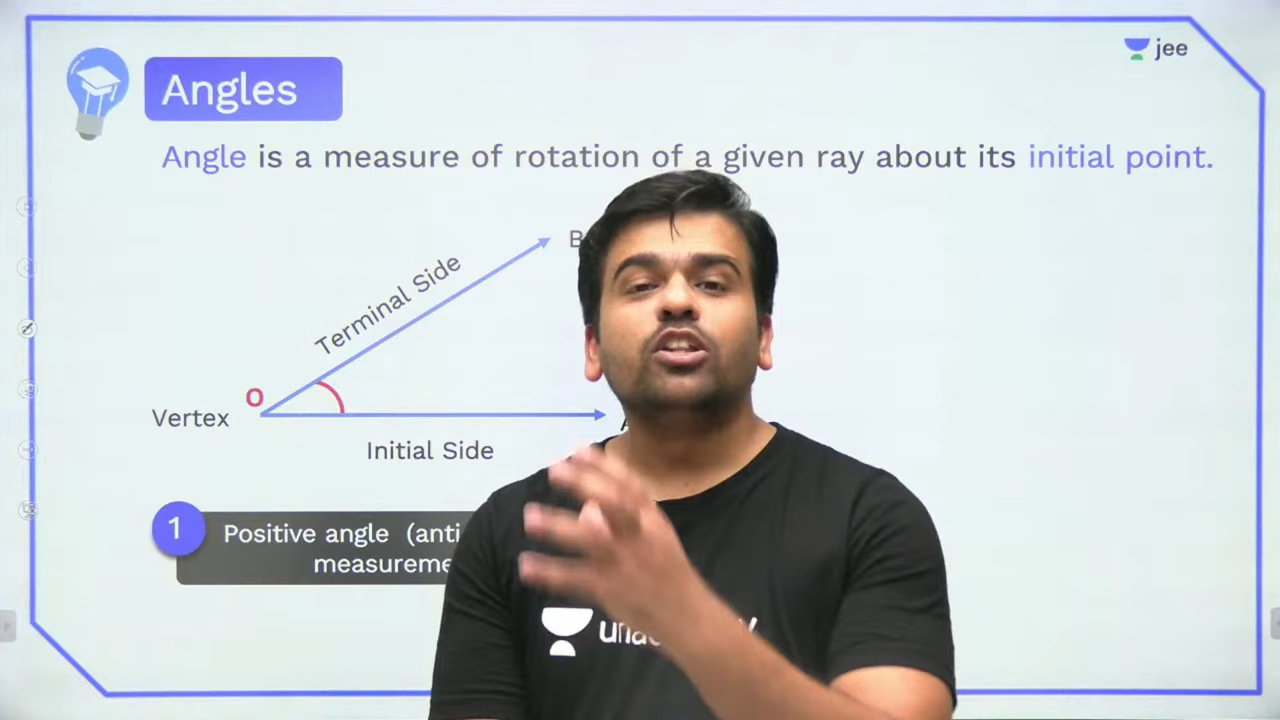 jee
Angles
Angle is a measure of rotation of a given ray about its initial point.
B
Terminal Side
O
Vertex
Initial Side
1
Positive angle (anti